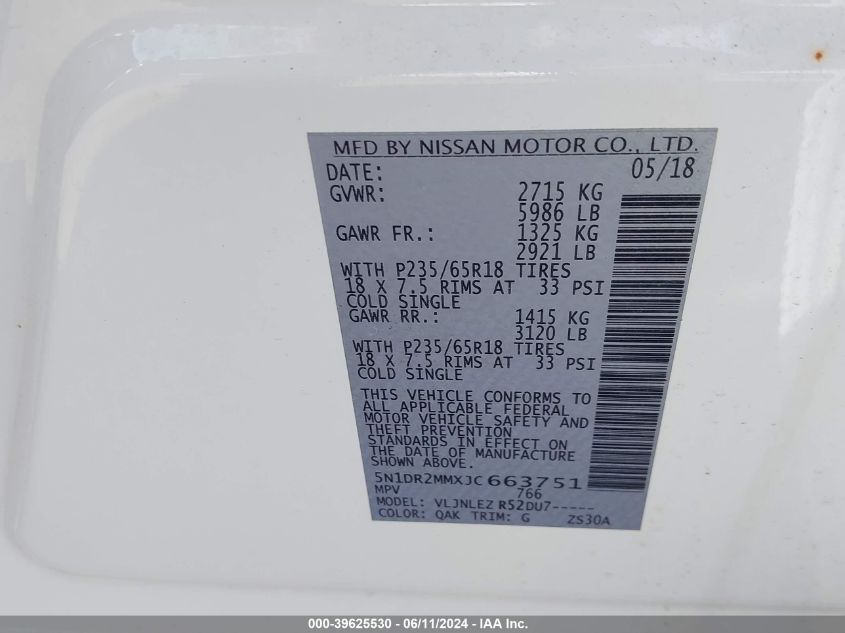 MFD BY NISSAN MOTOR CO., LTD.
DATE: 05/18
GVWR: 2715 KG
5986 LB
GAWR FR.: 1325 KG
2921 LB
WITH P235/65R18 TIRES
18 X 7.5 RIMS AT 33 PSI
COLD SINGLE
GAWR RR.: 1415 KG
3120 LB
WITH P235/65R18 TIRES
18 X 7.5 RIMS AT 33 PSI
COLD SINGLE
THIS VEHICLE CONFORMS TO
ALL APPLICABLE FEDERAL
MOTOR VEHICLE SAFETY AND
THEFT PREVENTION
STANDARDS IN EFFECT ON
THE DATE OF MANUFACTURE
SHOWN ABOVE.
5N1DR2MMXJC663751
MPV 766
MODEL: VLJNLEZ R52DU7-----
COLOR: QAK TRIM: G ZS30A
000-39625530 - 06/11/2024 - IAA Inc.